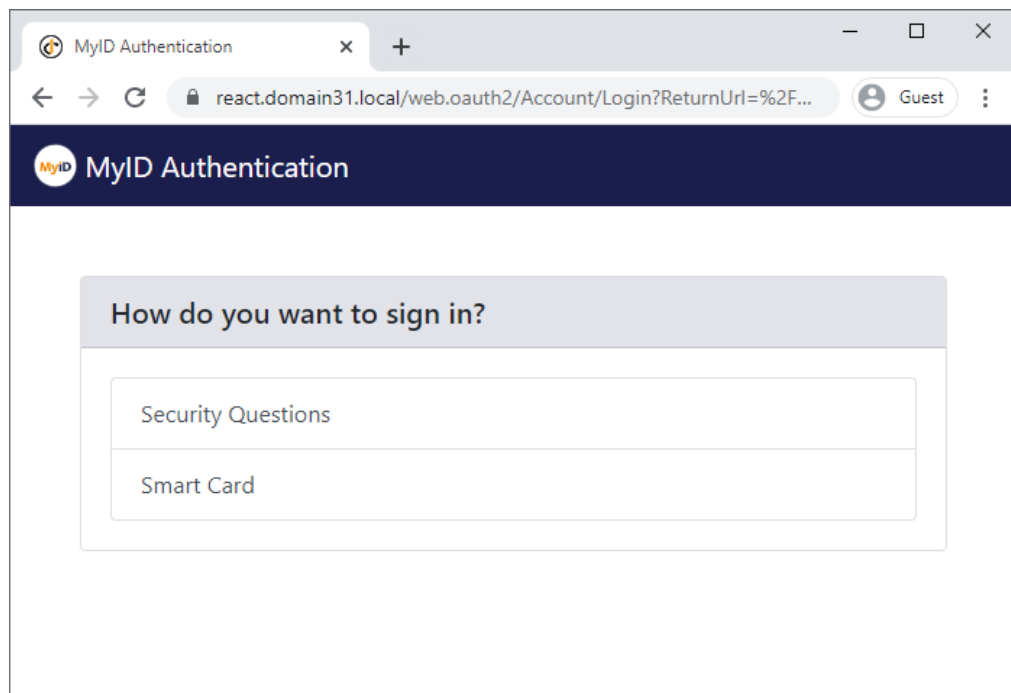 MyID Authentication
react.domain31.local/web.oauth2/Account/Login?ReturnUrl=%2F...
Guest
MyID MyID Authentication
How do you want to sign in?
Security Questions
Smart Card